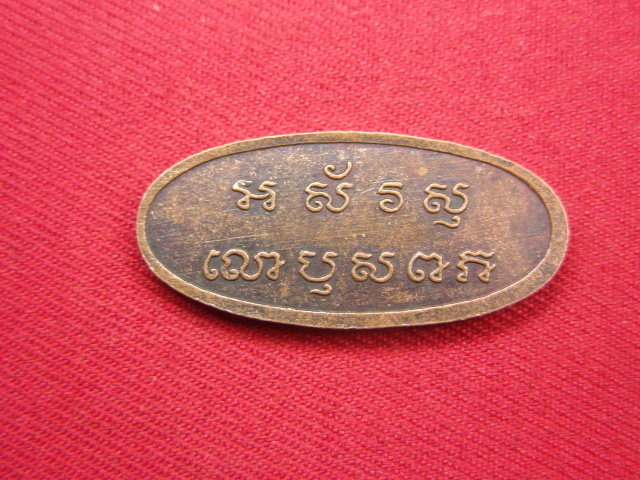 អ សំ វិ សុ
លោ បុ ស ព ភ